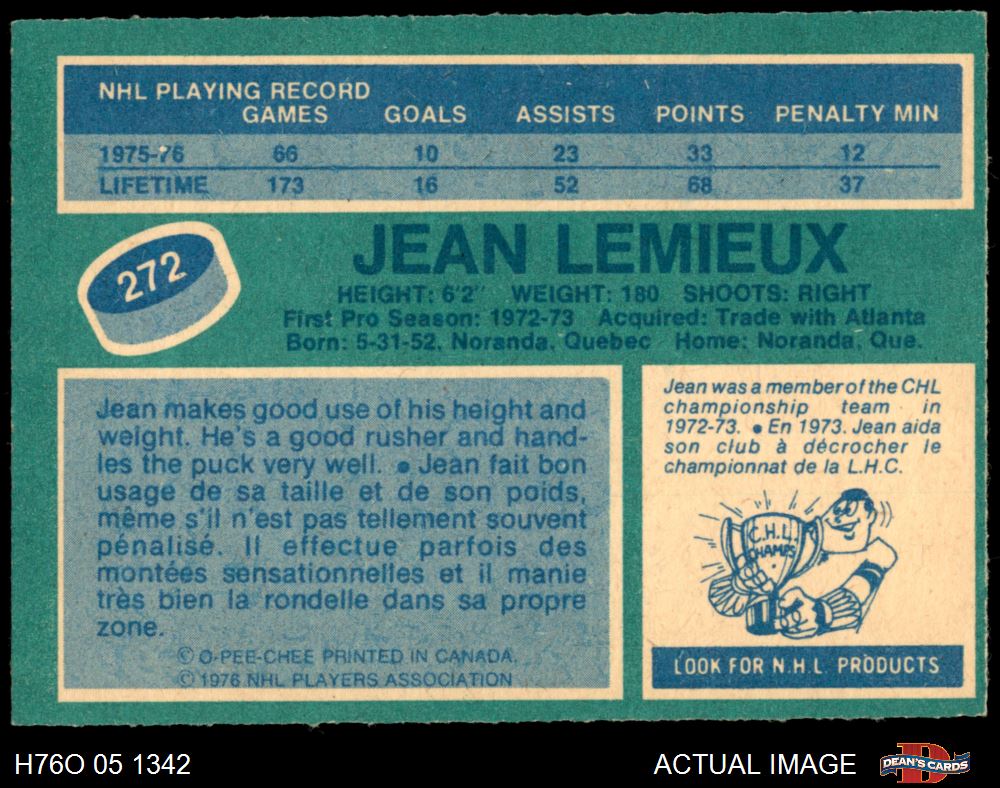 NHL PLAYING RECORD
GAMES GOALS ASSISTS POINTS PENALTY MIN
1975-76 66 10 23 33 12
LIFETIME 173 16 52 68 37
272
JEAN LEMIEUX
HEIGHT: 6'2" WEIGHT: 180 SHOOTS: RIGHT
First Pro Season: 1972-73 Acquired: Trade with Atlanta
Born: 5-31-52, Noranda, Quebec Home: Noranda, Que.
Jean makes good use of his height and
weight. He's a good rusher and hand-
les the puck very well. ● Jean fait bon
usage de sa taille et de son poids,
même s'il n'est pas tellement souvent
pénalisé. Il effectue parfois des
montées sensationnelles et il manie
très bien la rondelle dans sa propre
zone.
© O-PEE-CHEE PRINTED IN CANADA.
© 1976 NHL PLAYERS ASSOCIATION
Jean was a member of the CHL
championship team in
1972-73. ● En 1973, Jean aida
son club à décrocher le
championnat de la L.H.C.
C.H.L.
CHAMPS
LOOK FOR N.H.L PRODUCTS
H76O 05 1342
ACTUAL IMAGE
DEAN'S CARDS